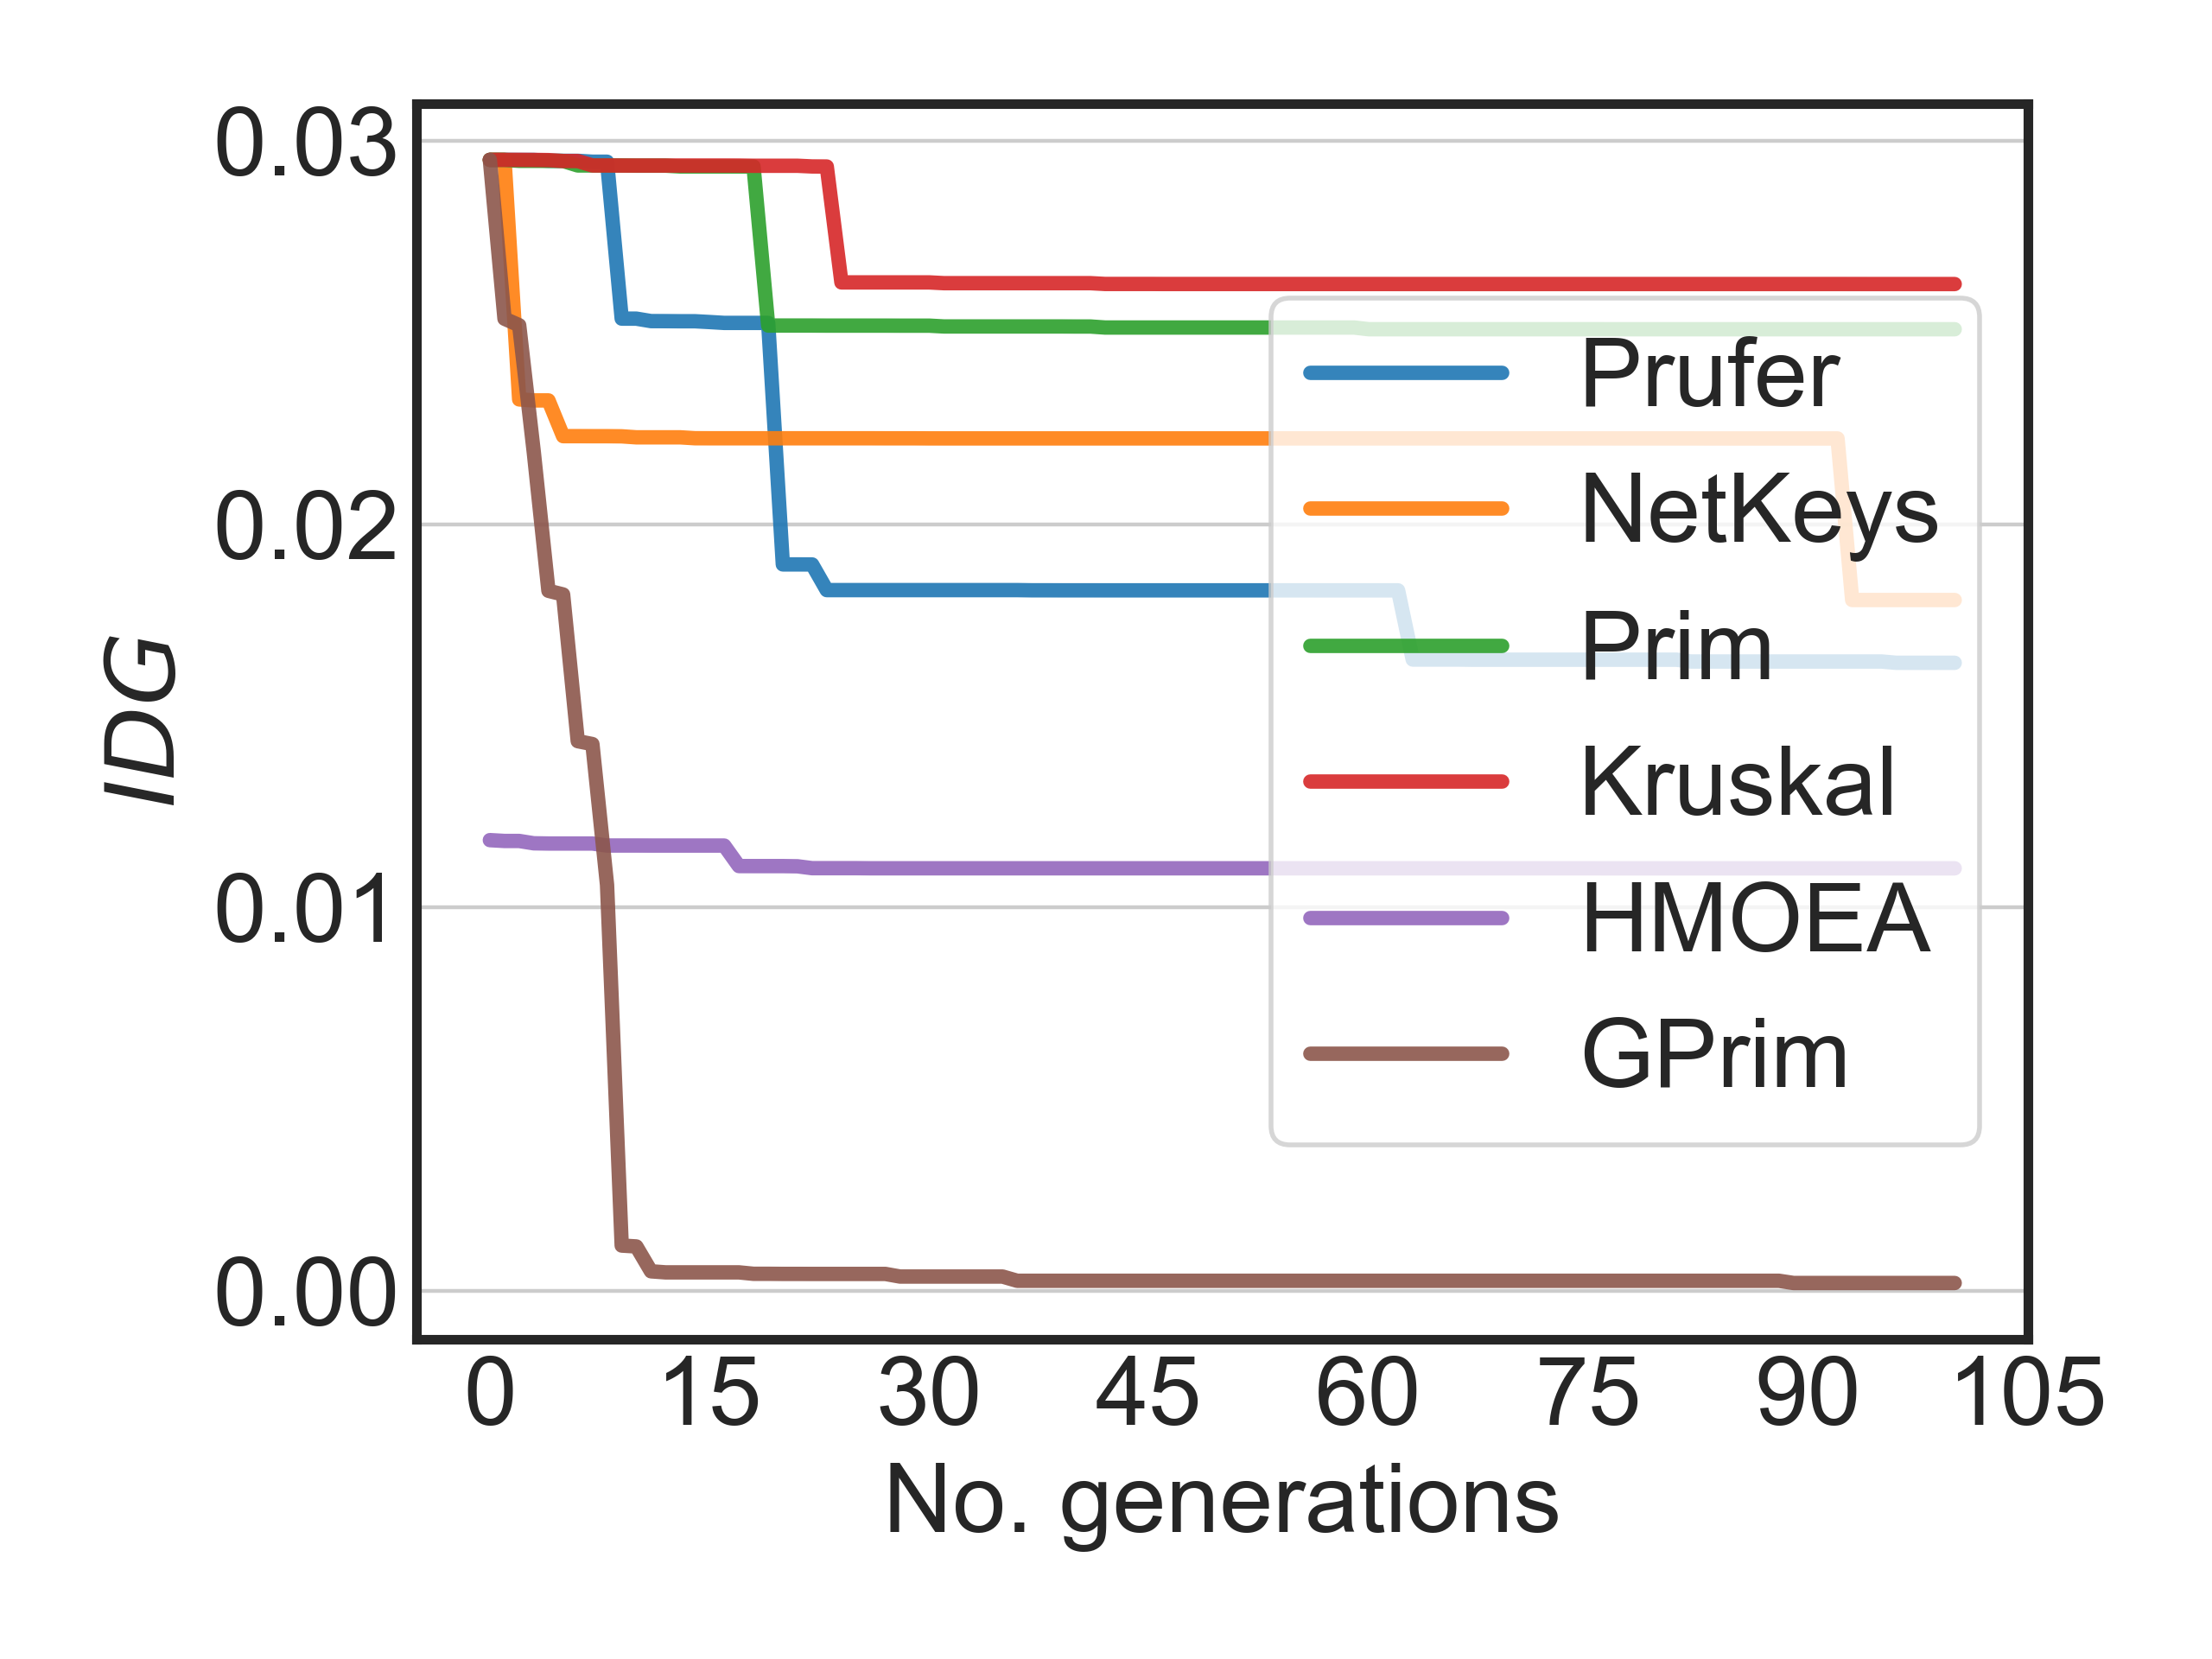 0.03
0.02
0.01
0.00
IDG
0 15 30 45 60 75 90 105
No. generations
Prufer
NetKeys
Prim
Kruskal
HMOEA
GPrim